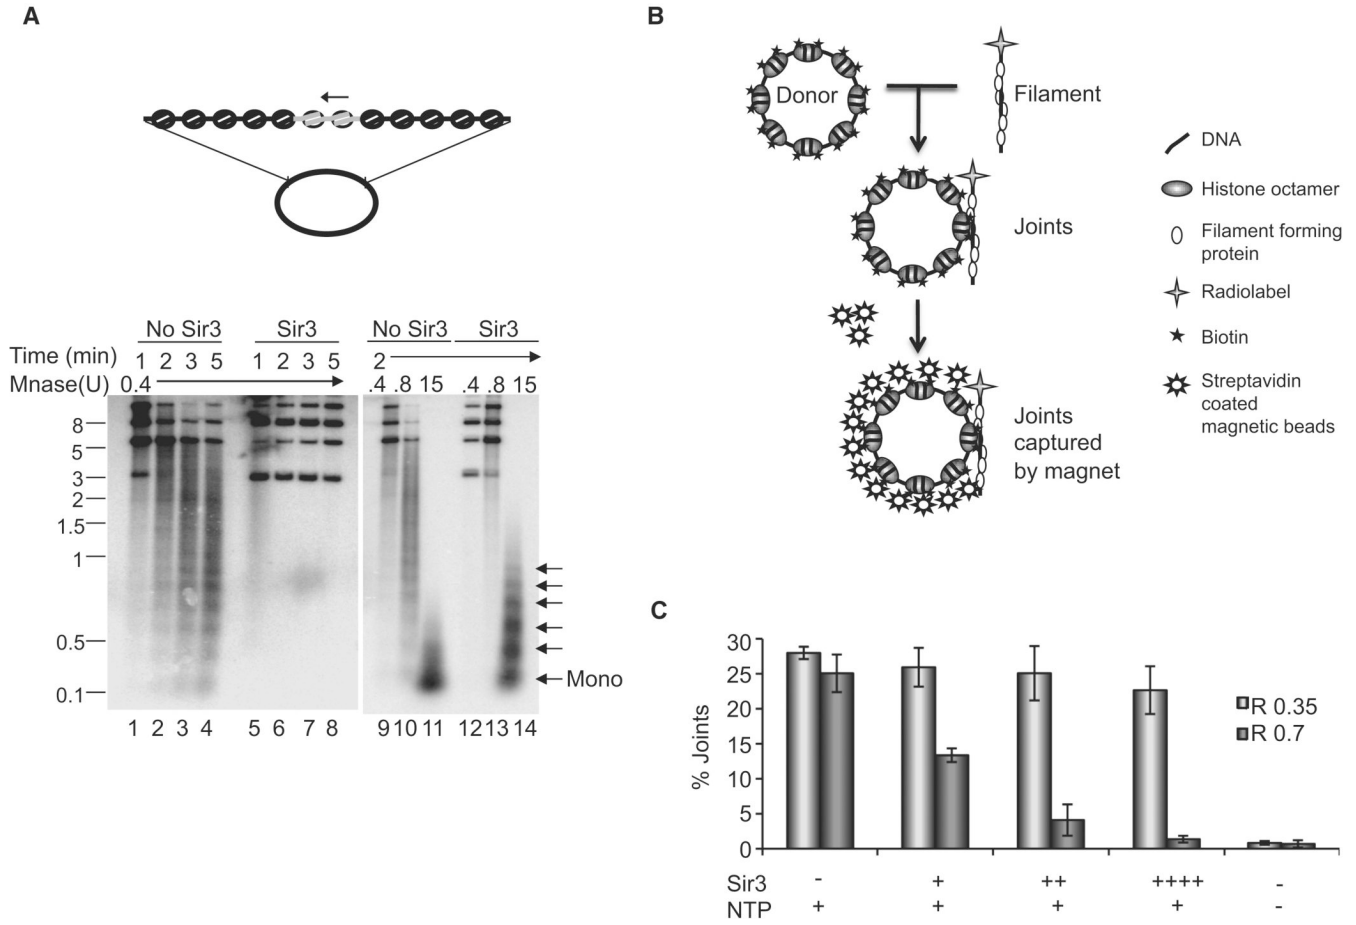 A
No Sir3 Sir3 No Sir3 Sir3
Time (min) 1 2 3 5 1 2 3 5 2
Mnase(U) 0.4 .4 .8 15 .4 .8 15
8
5
3
2
1.5
1
0.5
0.1
Mono
1 2 3 4 5 6 7 8 9 10 11 12 13 14
B
Donor
Filament
Joints
Joints
captured
by magnet
DNA
Histone octamer
Filament forming
protein
Radiolabel
Biotin
Streptavidin
coated
magnetic beads
C
% Joints
30
25
20
15
10
5
0
R 0.35
R 0.7
Sir3 - + ++ ++++ -
NTP + + + + -